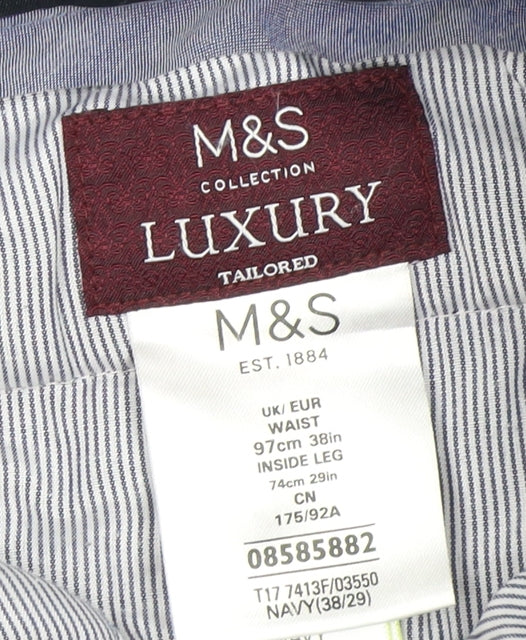 M&S
COLLECTION
LUXURY
TAILORED
M&S
EST. 1884
UK/ EUR
WAIST
97cm 38in
INSIDE LEG
74cm 29in
CN
175/92A
08585882
T17 7413F/03550
NAVY(38/29)